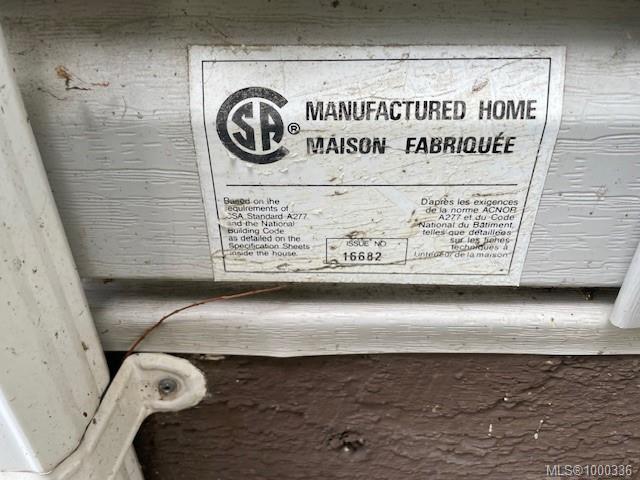 CSA® MANUFACTURED HOME
MAISON FABRIQUÉE
Based on the
requirements of
CSA Standard A277
and the National
Building Code
as detailed on the
Specification Sheets
inside the house.
ISSUE NO
16682
D'après les exigences
de la norme ACNOR
A277 et du Code
National du Bâtiment,
telles que détaillées
sur les fiches
techniques à
l'intérieur de la maison
MLS®1000336